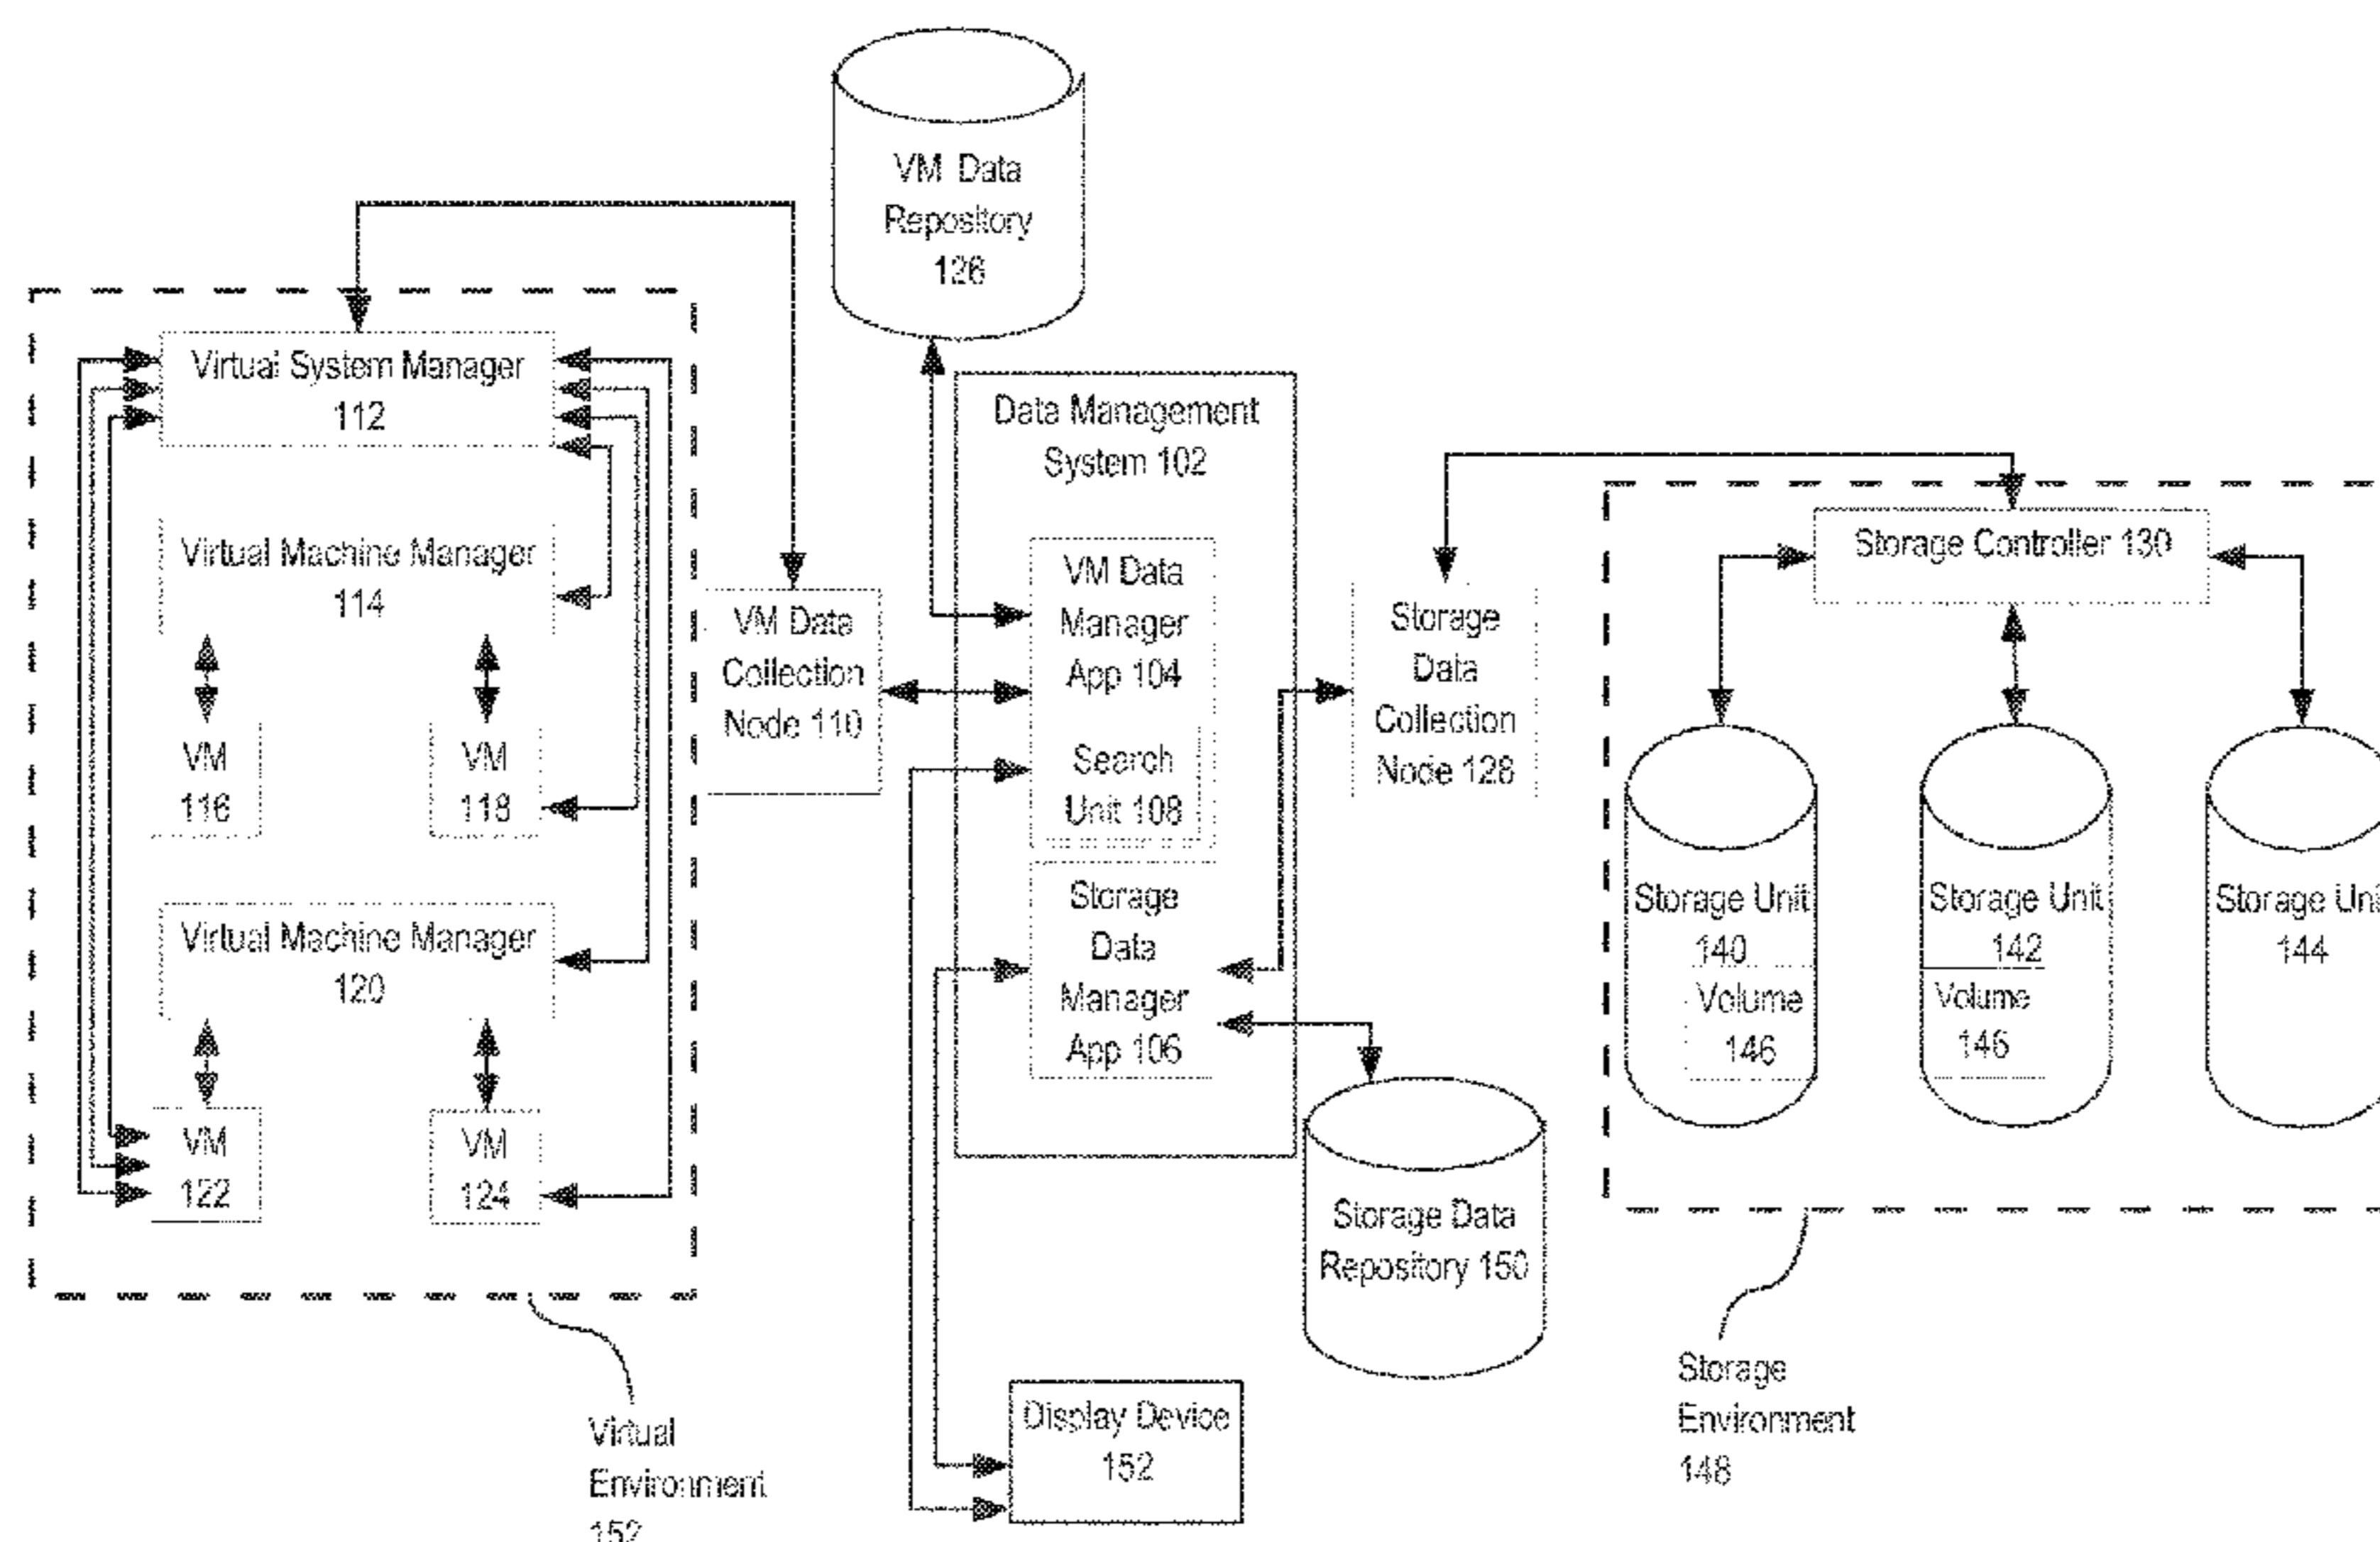 VM Data
Repository
126
Virtual System Manager
112
Virtual Machine Manager
114
VM
116
VM
118
Virtual Machine Manager
120
VM
122
VM
124
Virtual
Environment
152
VM Data
Collection
Node 110
Data Management
System 102
VM Data
Manager
App 104
Search
Unit 108
Storage
Data
Manager
App 106
Display Device
152
Storage
Data
Collection
Node 128
Storage Data
Repository 150
Storage Controller 130
Storage Unit
140
Volume
146
Storage Unit
142
Volume
146
Storage Uni
144
Storage
Environment
148